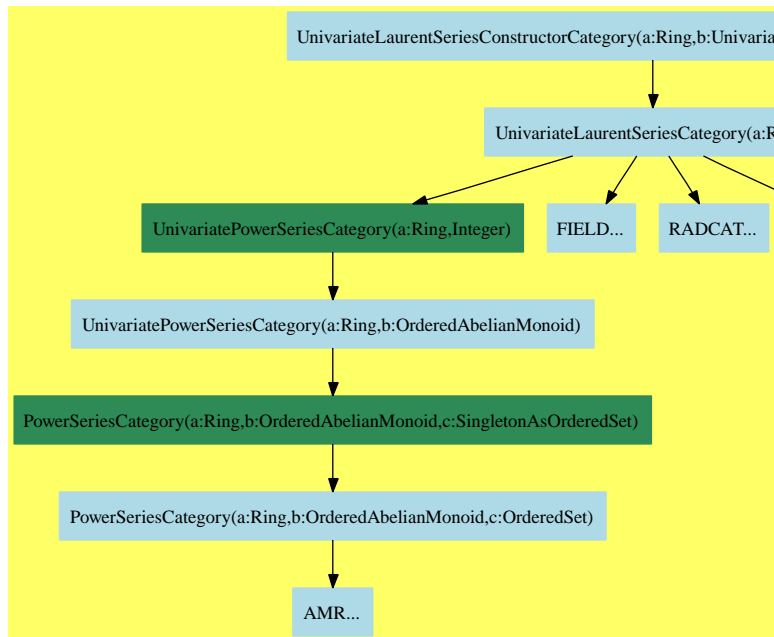 UnivariateLaurentSeriesConstructorCategory(a:Ring,b:Univaria
UnivariateLaurentSeriesCategory(a:R
UnivariatePowerSeriesCategory(a:Ring,Integer)
FIELD...
RADCAT...
UnivariatePowerSeriesCategory(a:Ring,b:OrderedAbelianMonoid)
PowerSeriesCategory(a:Ring,b:OrderedAbelianMonoid,c:SingletonAsOrderedSet)
PowerSeriesCategory(a:Ring,b:OrderedAbelianMonoid,c:OrderedSet)
AMR...